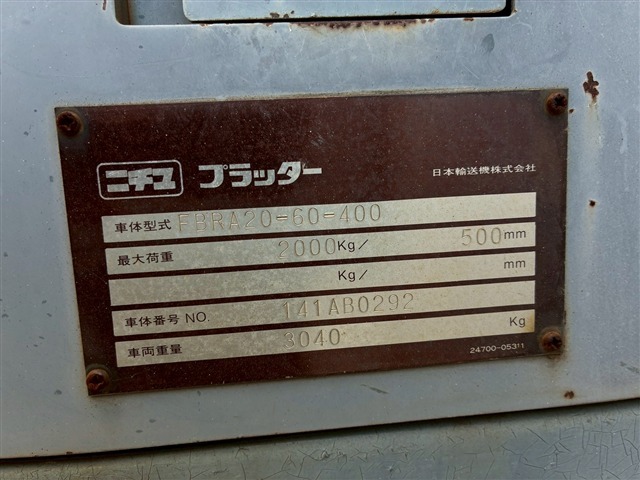 ニチユ プラッター 日本輸送機株式会社
車体型式 FBRA20-60-400
最大荷重 2000Kg/ 500mm
Kg/ mm
車体番号 NO. 141AB0292
車両重量 3040 Kg
24700-05311